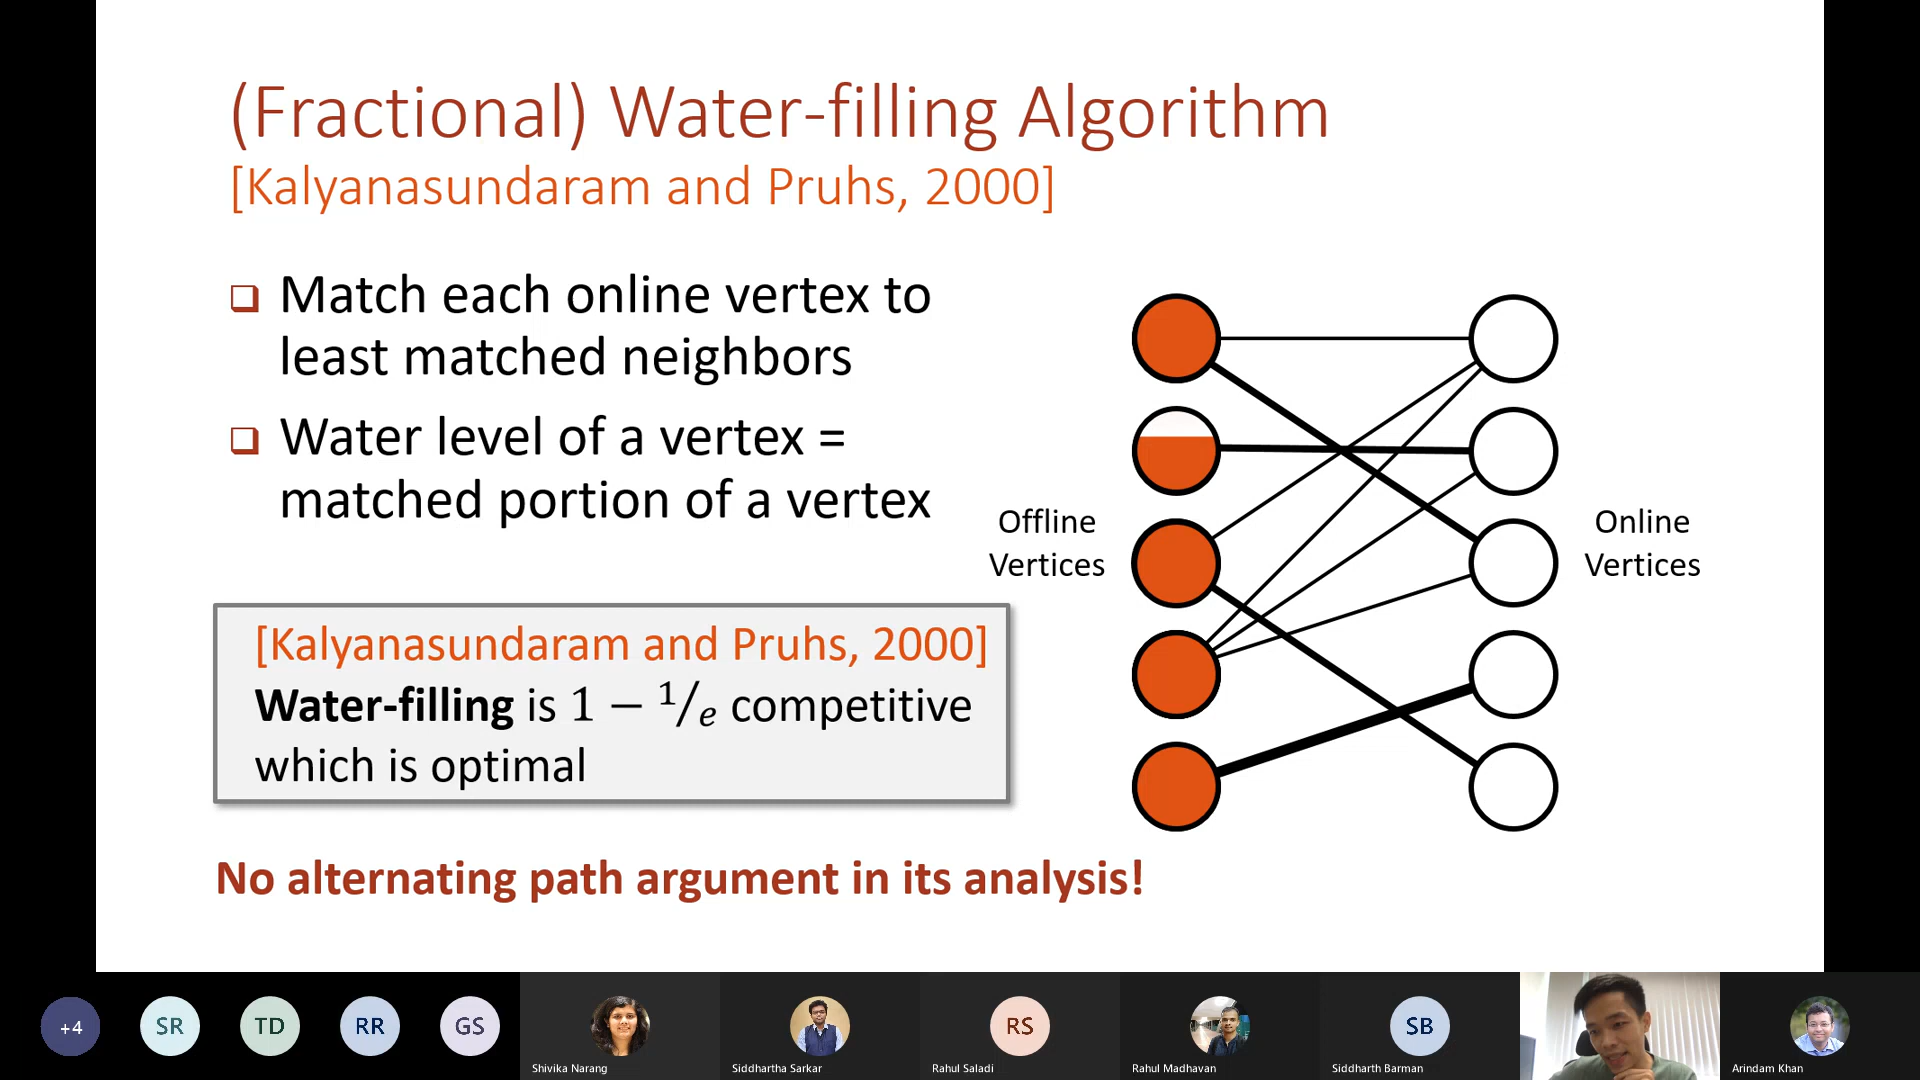 (Fractional) Water-filling Algorithm
[Kalyanasundaram and Pruhs, 2000]
❑ Match each online vertex to
least matched neighbors
❑ Water level of a vertex =
matched portion of a vertex
[Kalyanasundaram and Pruhs, 2000]
Water-filling is 1 − 1/e competitive
which is optimal
No alternating path argument in its analysis!
Offline
Vertices
Online
Vertices
+4
SR
TD
RR
GS
Shivika Narang
Siddhartha Sarkar
RS
Rahul Saladi
Rahul Madhavan
SB
Siddharth Barman
Arindam Khan